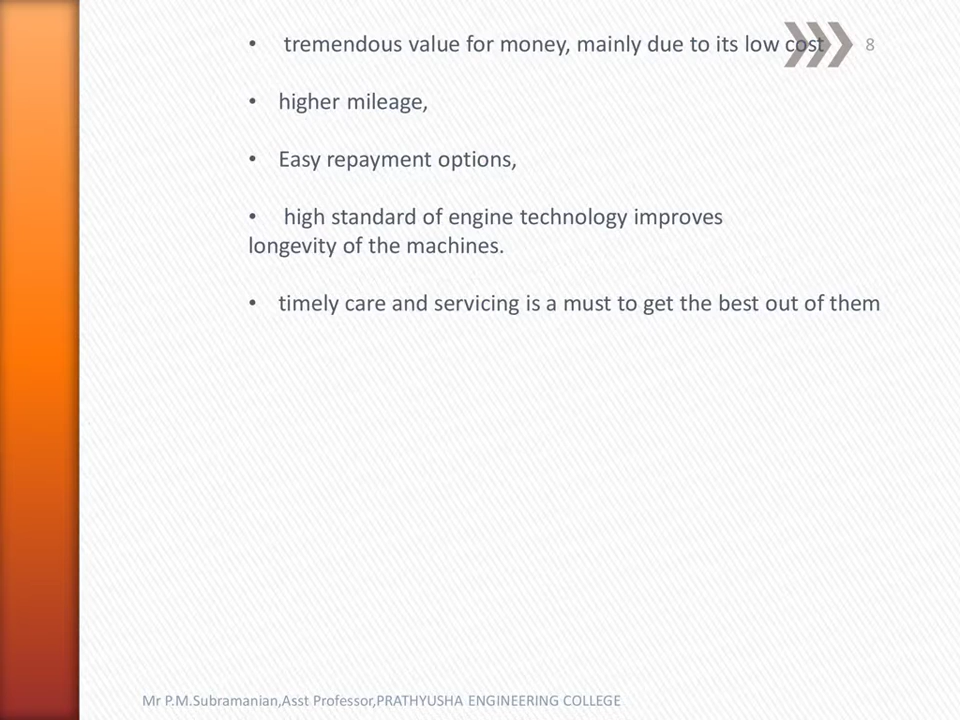 • tremendous value for money, mainly due to its low cost
8
• higher mileage,
• Easy repayment options,
• high standard of engine technology improves
longevity of the machines.
• timely care and servicing is a must to get the best out of them
Mr P.M.Subramanian,Asst Professor,PRATHYUSHA ENGINEERING COLLEGE